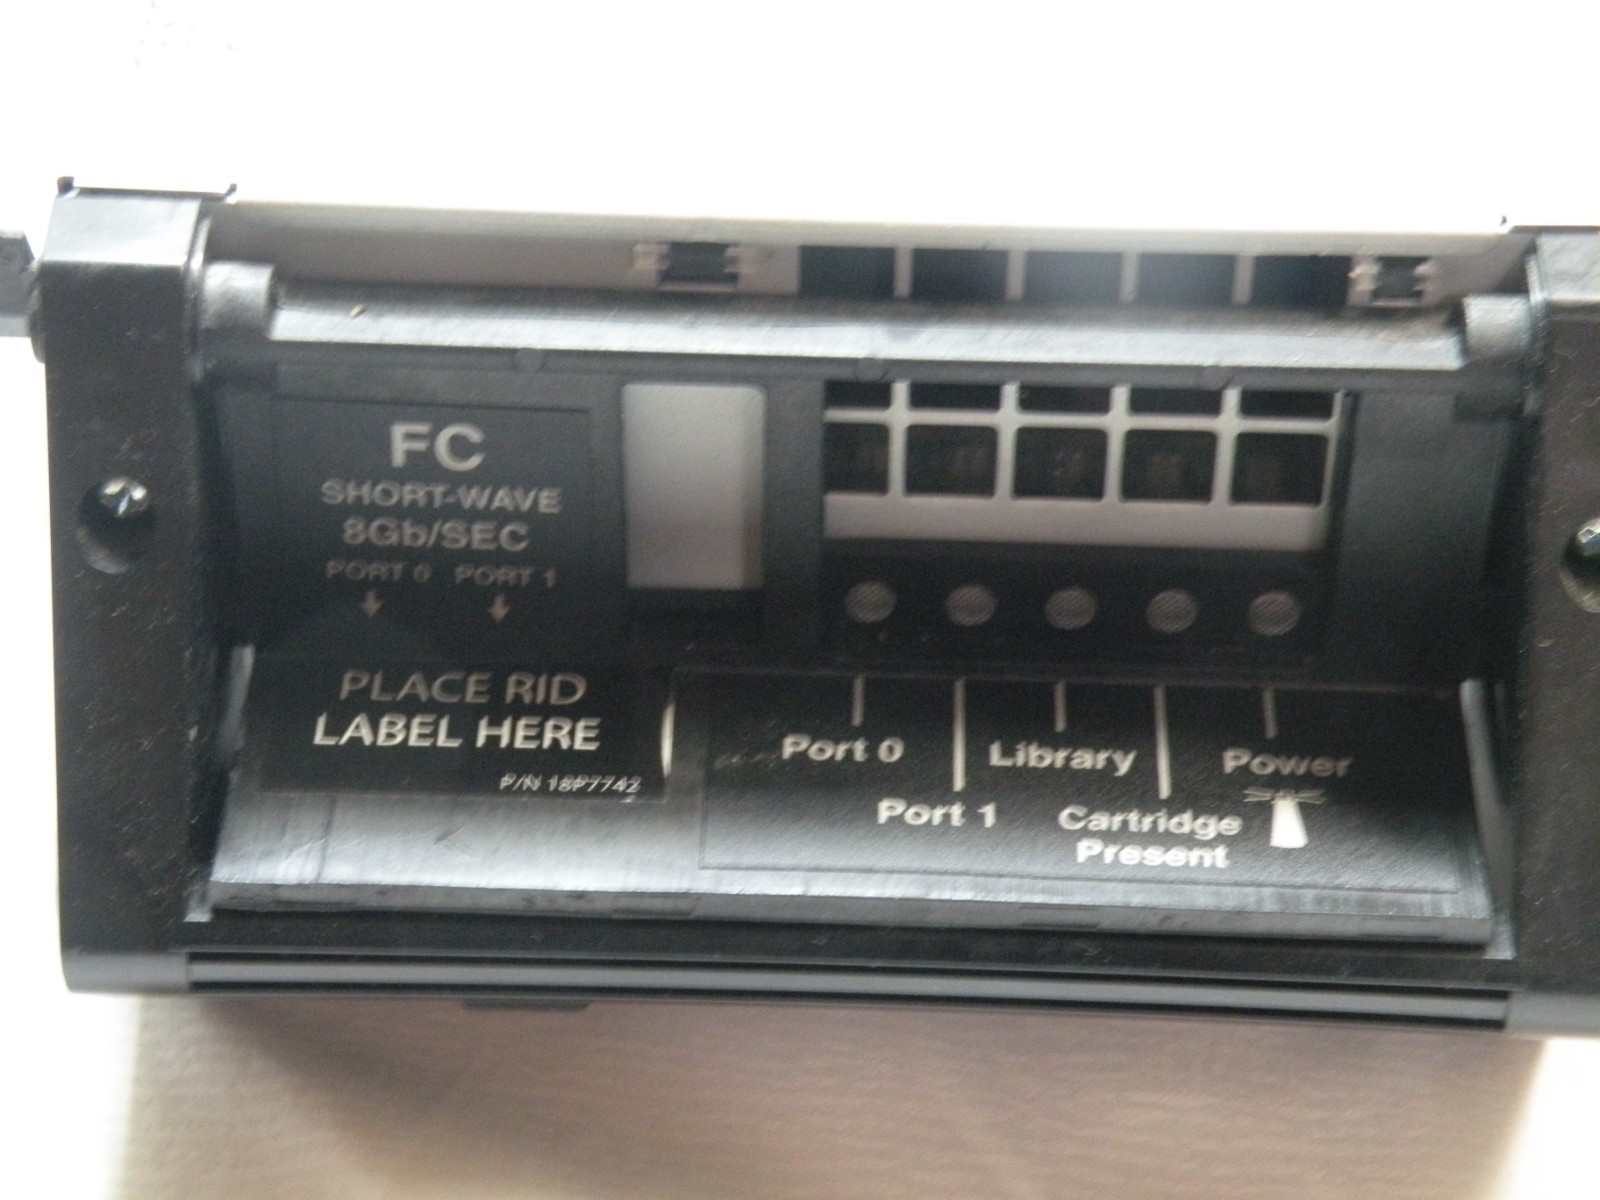 FC
SHORT-WAVE
8Gb/SEC
PORT 0 PORT 1
PLACE RID
LABEL HERE
P/N 18P7742
Port 0
Library
Power
Port 1
Cartridge
Present